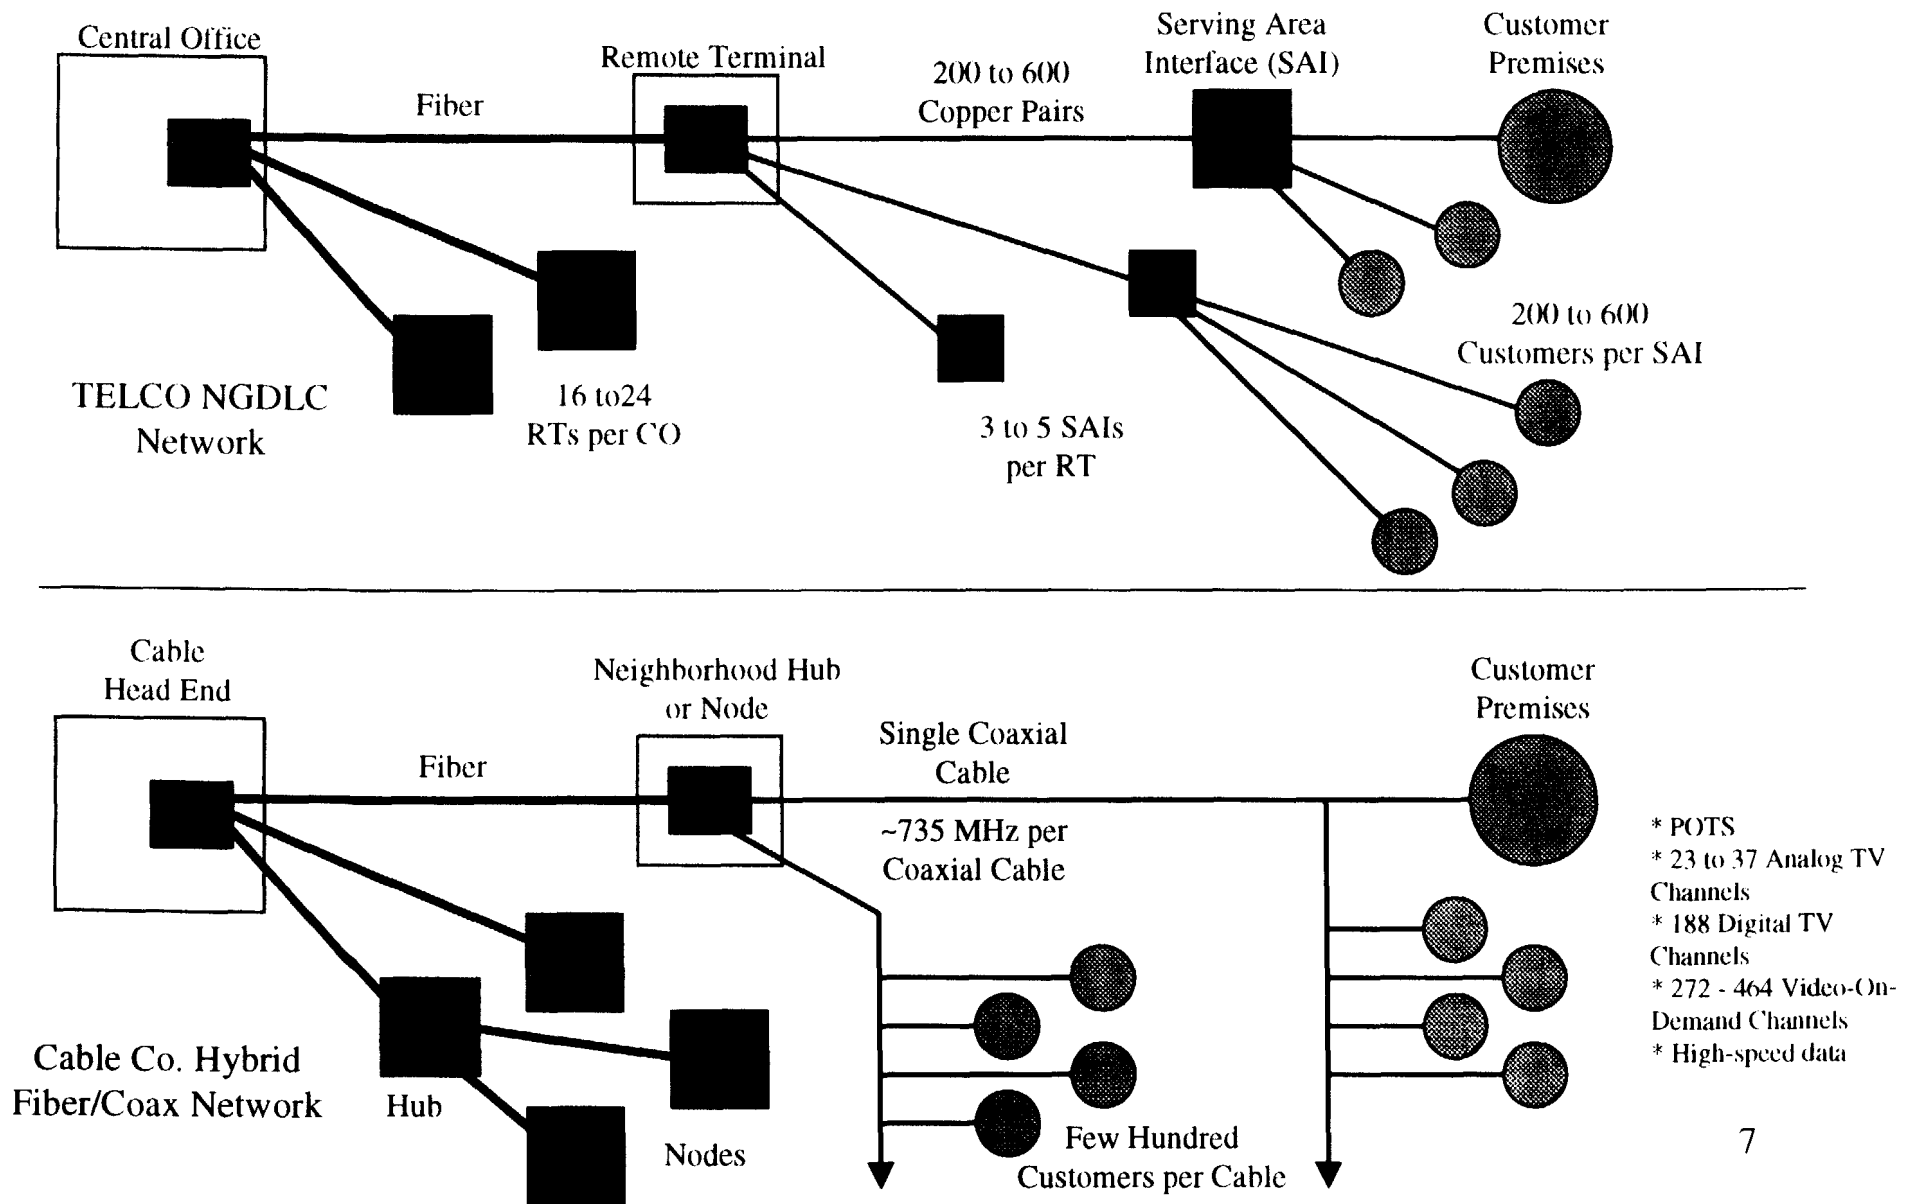 Central Office
Fiber
Remote Terminal
200 to 600
Copper Pairs
Serving Area
Interface (SAI)
Customer
Premises
TELCO NGDLC
Network
16 to24
RTs per CO
3 to 5 SAIs
per RT
200 to 600
Customers per SAI
Cable
Head End
Fiber
Neighborhood Hub
or Node
Single Coaxial
Cable
~735 MHz per
Coaxial Cable
Customer
Premises
* POTS
* 23 to 37 Analog TV
Channels
* 188 Digital TV
Channels
* 272 - 464 Video-On-
Demand Channels
* High-speed data
Cable Co. Hybrid
Fiber/Coax Network
Hub
Nodes
Few Hundred
Customers per Cable
7